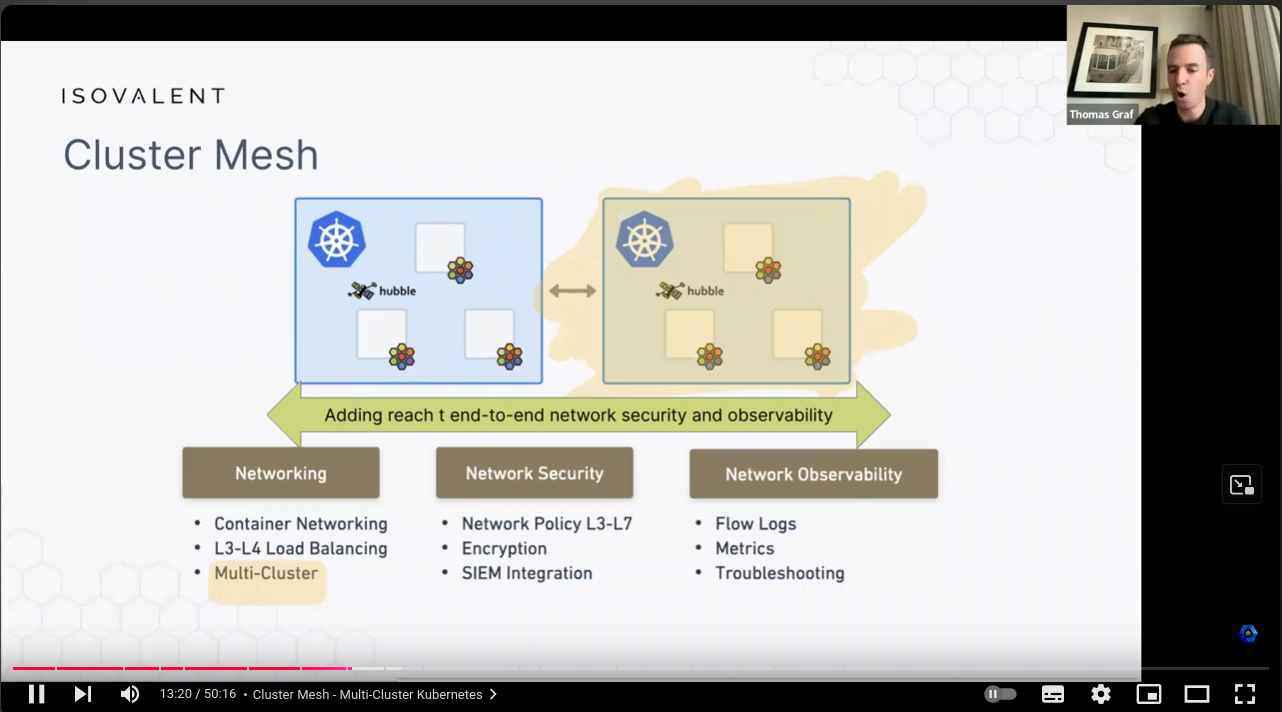 ISOVALENT
Thomas Graf
Cluster Mesh
hubble
hubble
Adding reach t end-to-end network security and observability
Networking
Container Networking
L3-L4 Load Balancing
Multi-Cluster
Network Security
Network Policy L3-L7
Encryption
SIEM Integration
Network Observability
Flow Logs
Metrics
Troubleshooting
13:20 / 50:16 • Cluster Mesh - Multi-Cluster Kubernetes